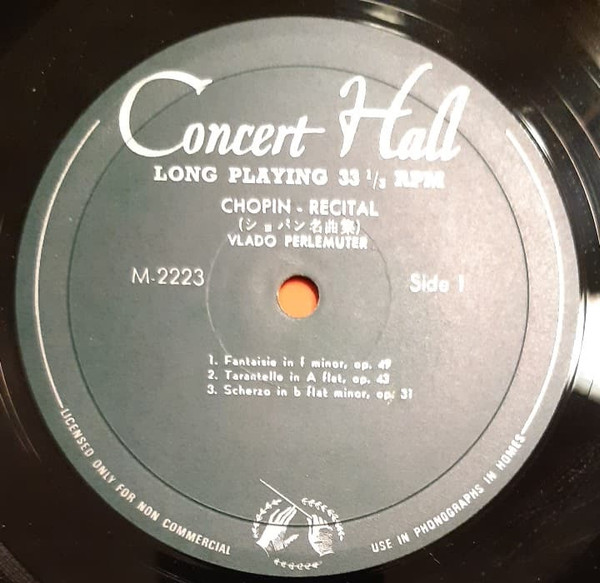 Concert Hall
LONG PLAYING 33 1/3 RPM
CHOPIN - RECITAL
(ショパン名曲集)
VLADO PERLEMUTER
M-2223
Side 1
1. Fantaisie in f minor, op. 49
2. Tarantelle in A flat, op. 43
3. Scherzo in b flat minor, op. 31
LICENSED ONLY FOR NON COMMERCIAL
USE IN PHONOGRAPHS IN HOMES